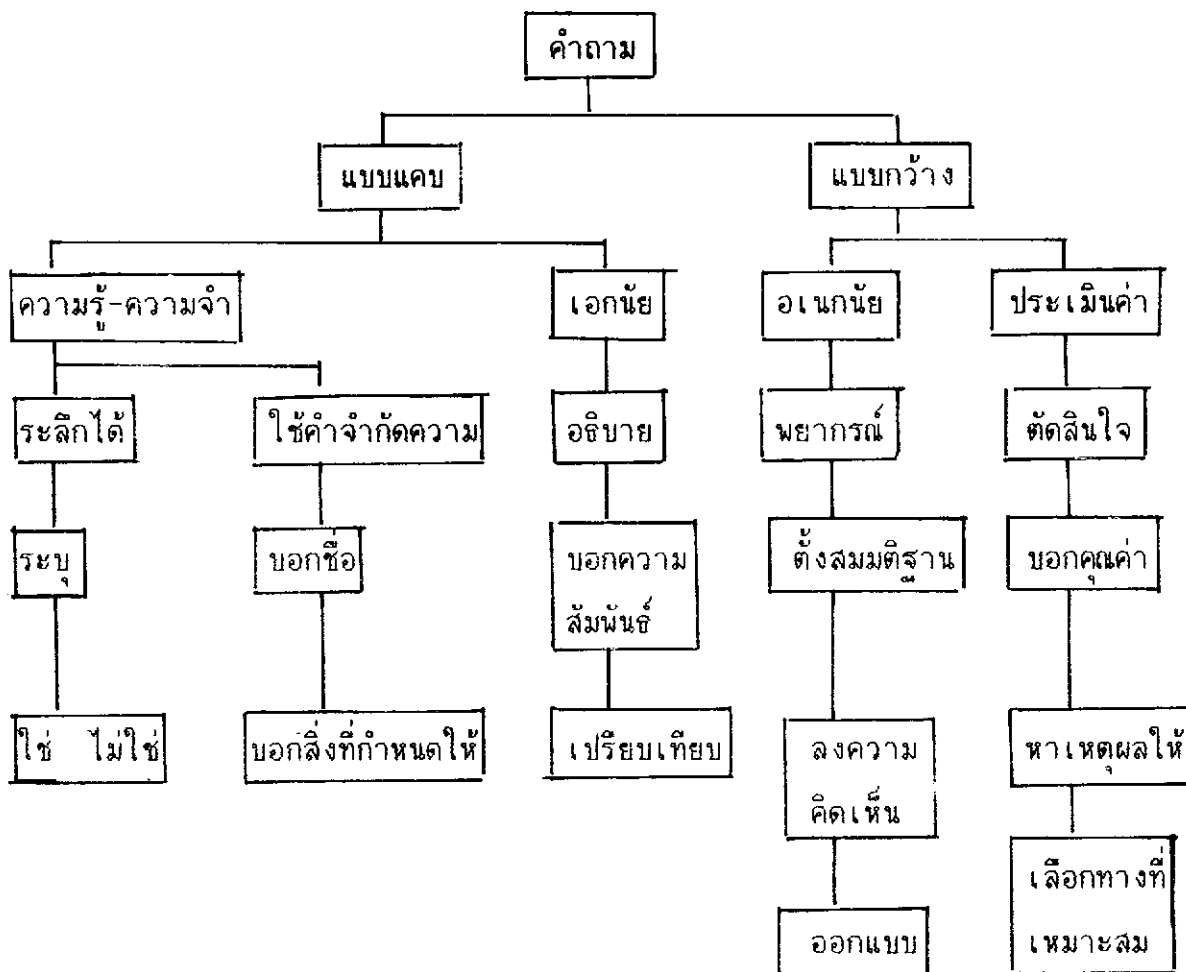 คำถาม
แบบแคบ
แบบกว้าง
ความรู้-ความจำ
เอกนัย
อเนกนัย
ประเมินค่า
ระลึกได้
ใช้คำจำกัดความ
อธิบาย
พยากรณ์
ตัดสินใจ
ระบุ
บอกชื่อ
บอกความ
สัมพันธ์
ตั้งสมมติฐาน
บอกคุณค่า
ใช่ ไม่ใช่
บอกสิ่งที่กำหนดให้
เปรียบเทียบ
ลงความ
คิดเห็น
หาเหตุผลให้
ออกแบบ
เลือกทางที่
เหมาะสม